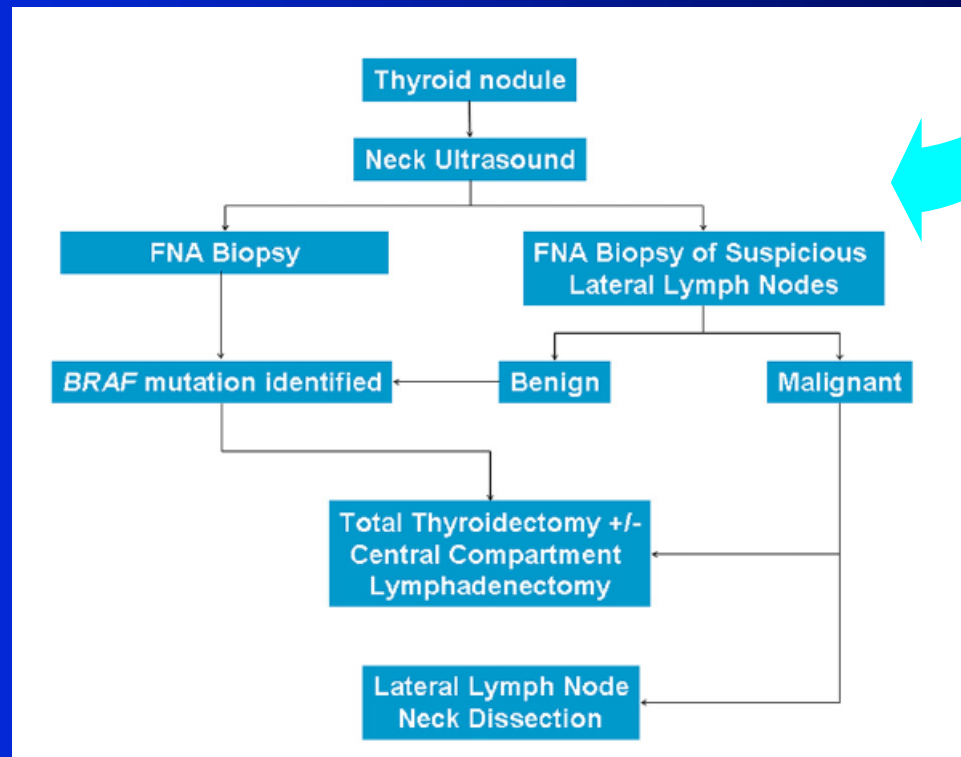 Thyroid nodule
Neck Ultrasound
FNA Biopsy
FNA Biopsy of Suspicious
Lateral Lymph Nodes
BRAF mutation identified
Benign
Malignant
Total Thyroidectomy +/-
Central Compartment
Lymphadenectomy
Lateral Lymph Node
Neck Dissection